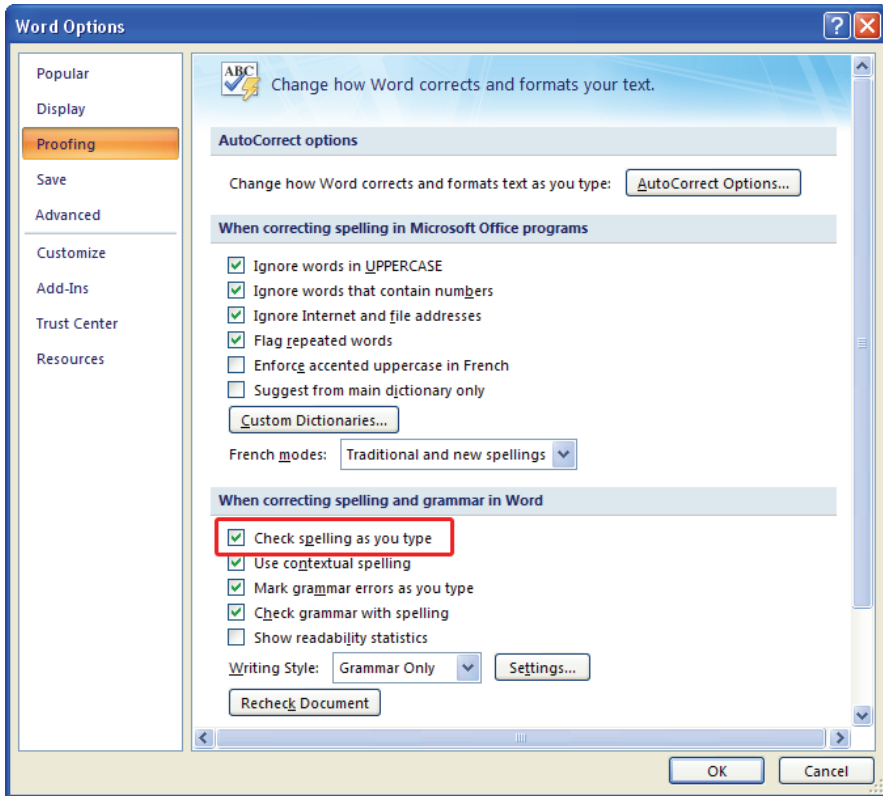 Word Options
Popular
Display
Proofing
Save
Advanced
Customize
Add-Ins
Trust Center
Resources
ABC
Change how Word corrects and formats your text.
AutoCorrect options
Change how Word corrects and formats text as you type: AutoCorrect Options...
When correcting spelling in Microsoft Office programs
Ignore words in UPPERCASE
Ignore words that contain numbers
Ignore Internet and file addresses
Flag repeated words
Enforce accented uppercase in French
Suggest from main dictionary only
Custom Dictionaries...
French modes: Traditional and new spellings
When correcting spelling and grammar in Word
Check spelling as you type
Use contextual spelling
Mark grammar errors as you type
Check grammar with spelling
Show readability statistics
Writing Style: Grammar Only Settings...
Recheck Document
OK Cancel